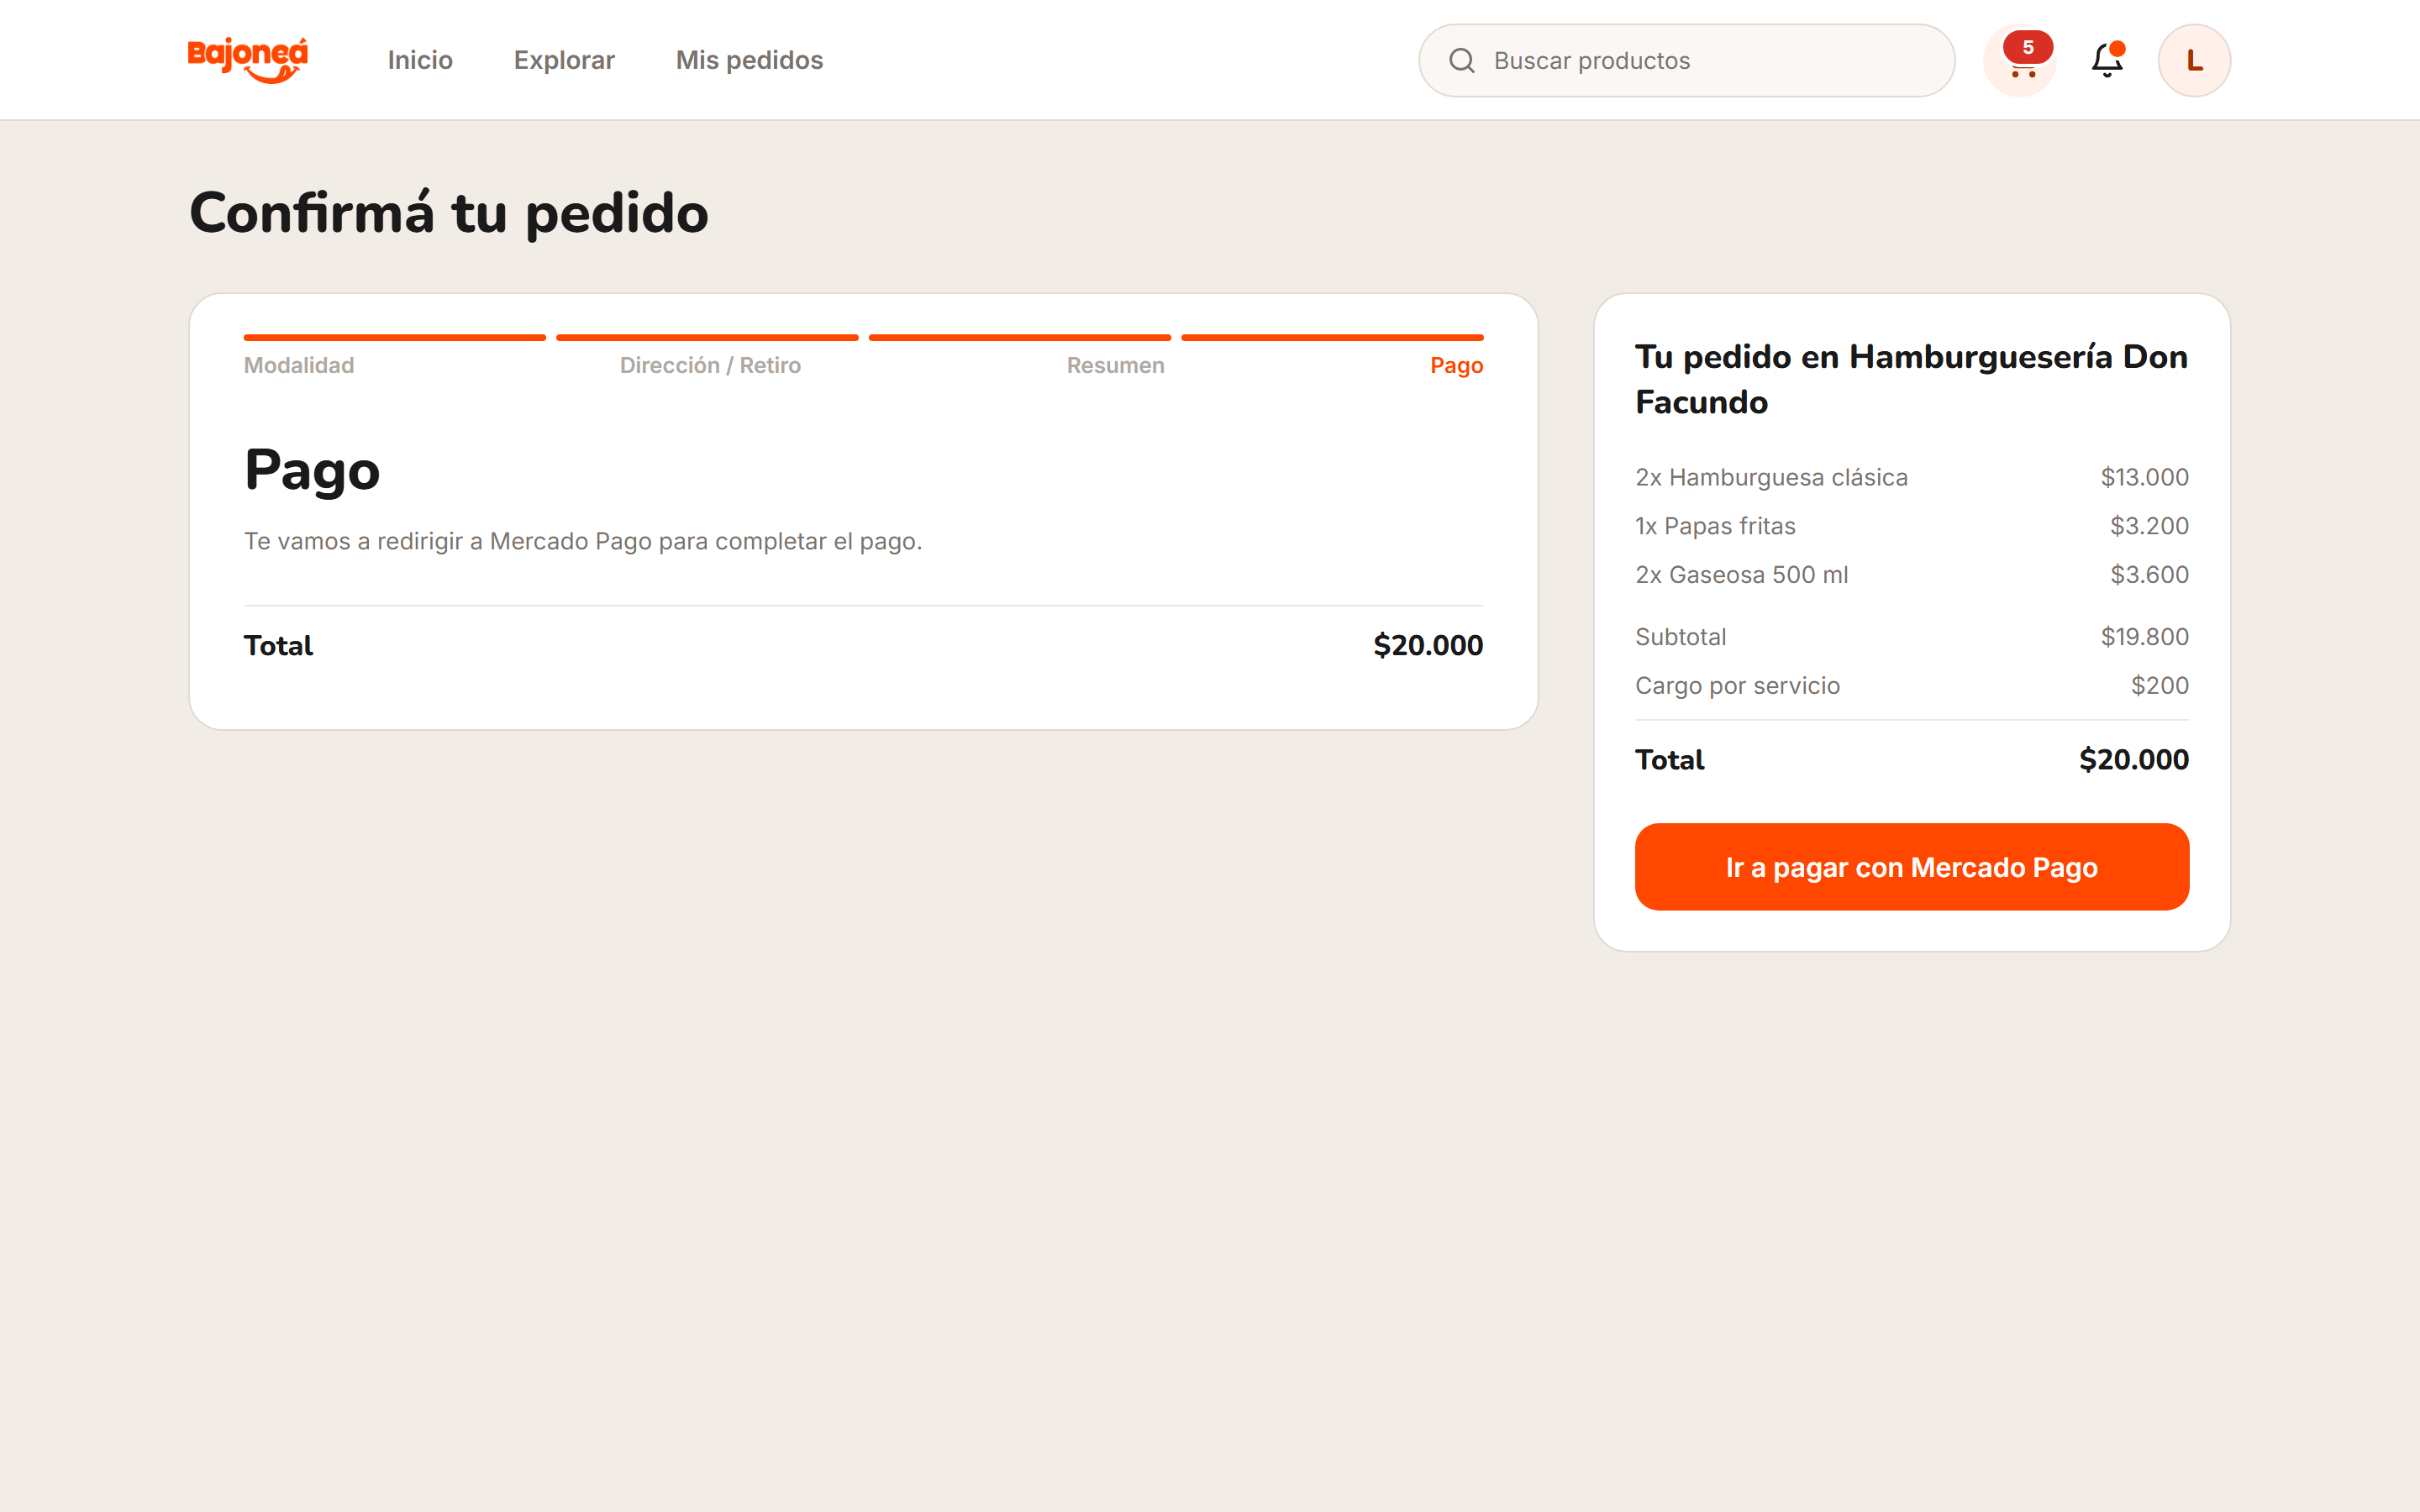 Bajoneá
Inicio
Explorar
Mis pedidos
Buscar productos
5
L
Confirmá tu pedido
Modalidad
Dirección / Retiro
Resumen
Pago
Pago
Te vamos a redirigir a Mercado Pago para completar el pago.
Total $20.000
Tu pedido en Hamburguesería Don
Facundo
2x Hamburguesa clásica $13.000
1x Papas fritas $3.200
2x Gaseosa 500 ml $3.600
Subtotal $19.800
Cargo por servicio $200
Total $20.000
Ir a pagar con Mercado Pago